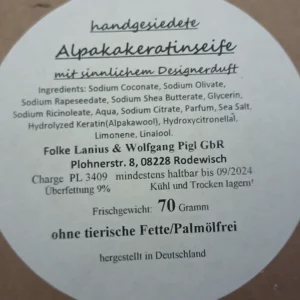 handgesiedete
Alpakakeratinseife
mit sinnlichem Designerduft
Ingredients: Sodium Coconate, Sodium Olivate,
Sodium Rapeseedate, Sodium Shea Butterate, Glycerin,
Sodium Ricinoleate, Aqua, Sodium Citrate, Parfum, Sea Salt.
Hydrolyzed Keratin(Alpakawool), Hydroxycitronellal,
Limonene, Linalool.
Folke Lanius & Wolfgang Pigl GbR
Plohnerstr. 8, 08228 Rodewisch
Charge PL 3409 mindestens haltbar bis 09/2024
Überfettung 9% Kühl und Trocken lagern!
Frischgewicht: 70 Gramm
ohne tierische Fette/Palmölfrei
hergestellt in Deutschland